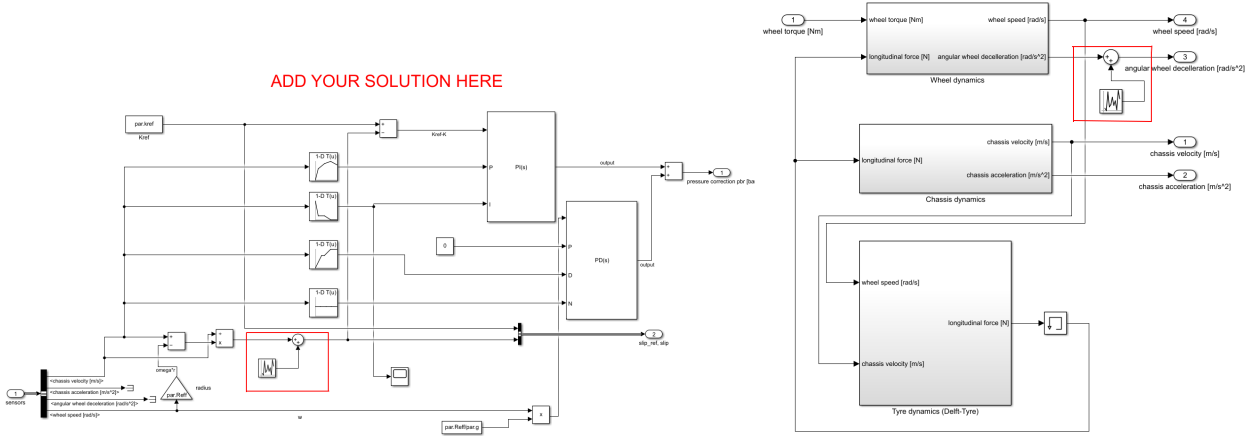 ADD YOUR SOLUTION HERE
par.kref
Kref
+
−
Kref-K
1-D T(u)
P
PI(s)
output
1-D T(u)
I
+
+
1
pressure correction pbr [ba
1-D T(u)
0
P
PD(s)
output
D
1-D T(u)
N
+
−
÷
x
+
+
2
slip_ref, slip
omega*r
radius
par.Reff
1
sensors
<chassis velocity [m/s]>
<chassis acceleration [m/s^2]>
<angular wheel deceleration [rad/s^2]>
<wheel speed [rad/s]>
w
x
par.Reff/par.g
1
wheel torque [Nm]
wheel torque [Nm]
wheel speed [rad/s]
4
wheel speed [rad/s]
longitudinal force [N]
angular wheel decelleration [rad/s^2]
+
+
3
angular wheel decelleration [rad/s^2]
Wheel dynamics
chassis velocity [m/s]
1
chassis velocity [m/s]
longitudinal force [N]
chassis acceleration [m/s^2]
2
chassis acceleration [m/s^2]
Chassis dynamics
wheel speed [rad/s]
longitudinal force [N]
chassis velocity [m/s]
Tyre dynamics (Delft-Tyre)